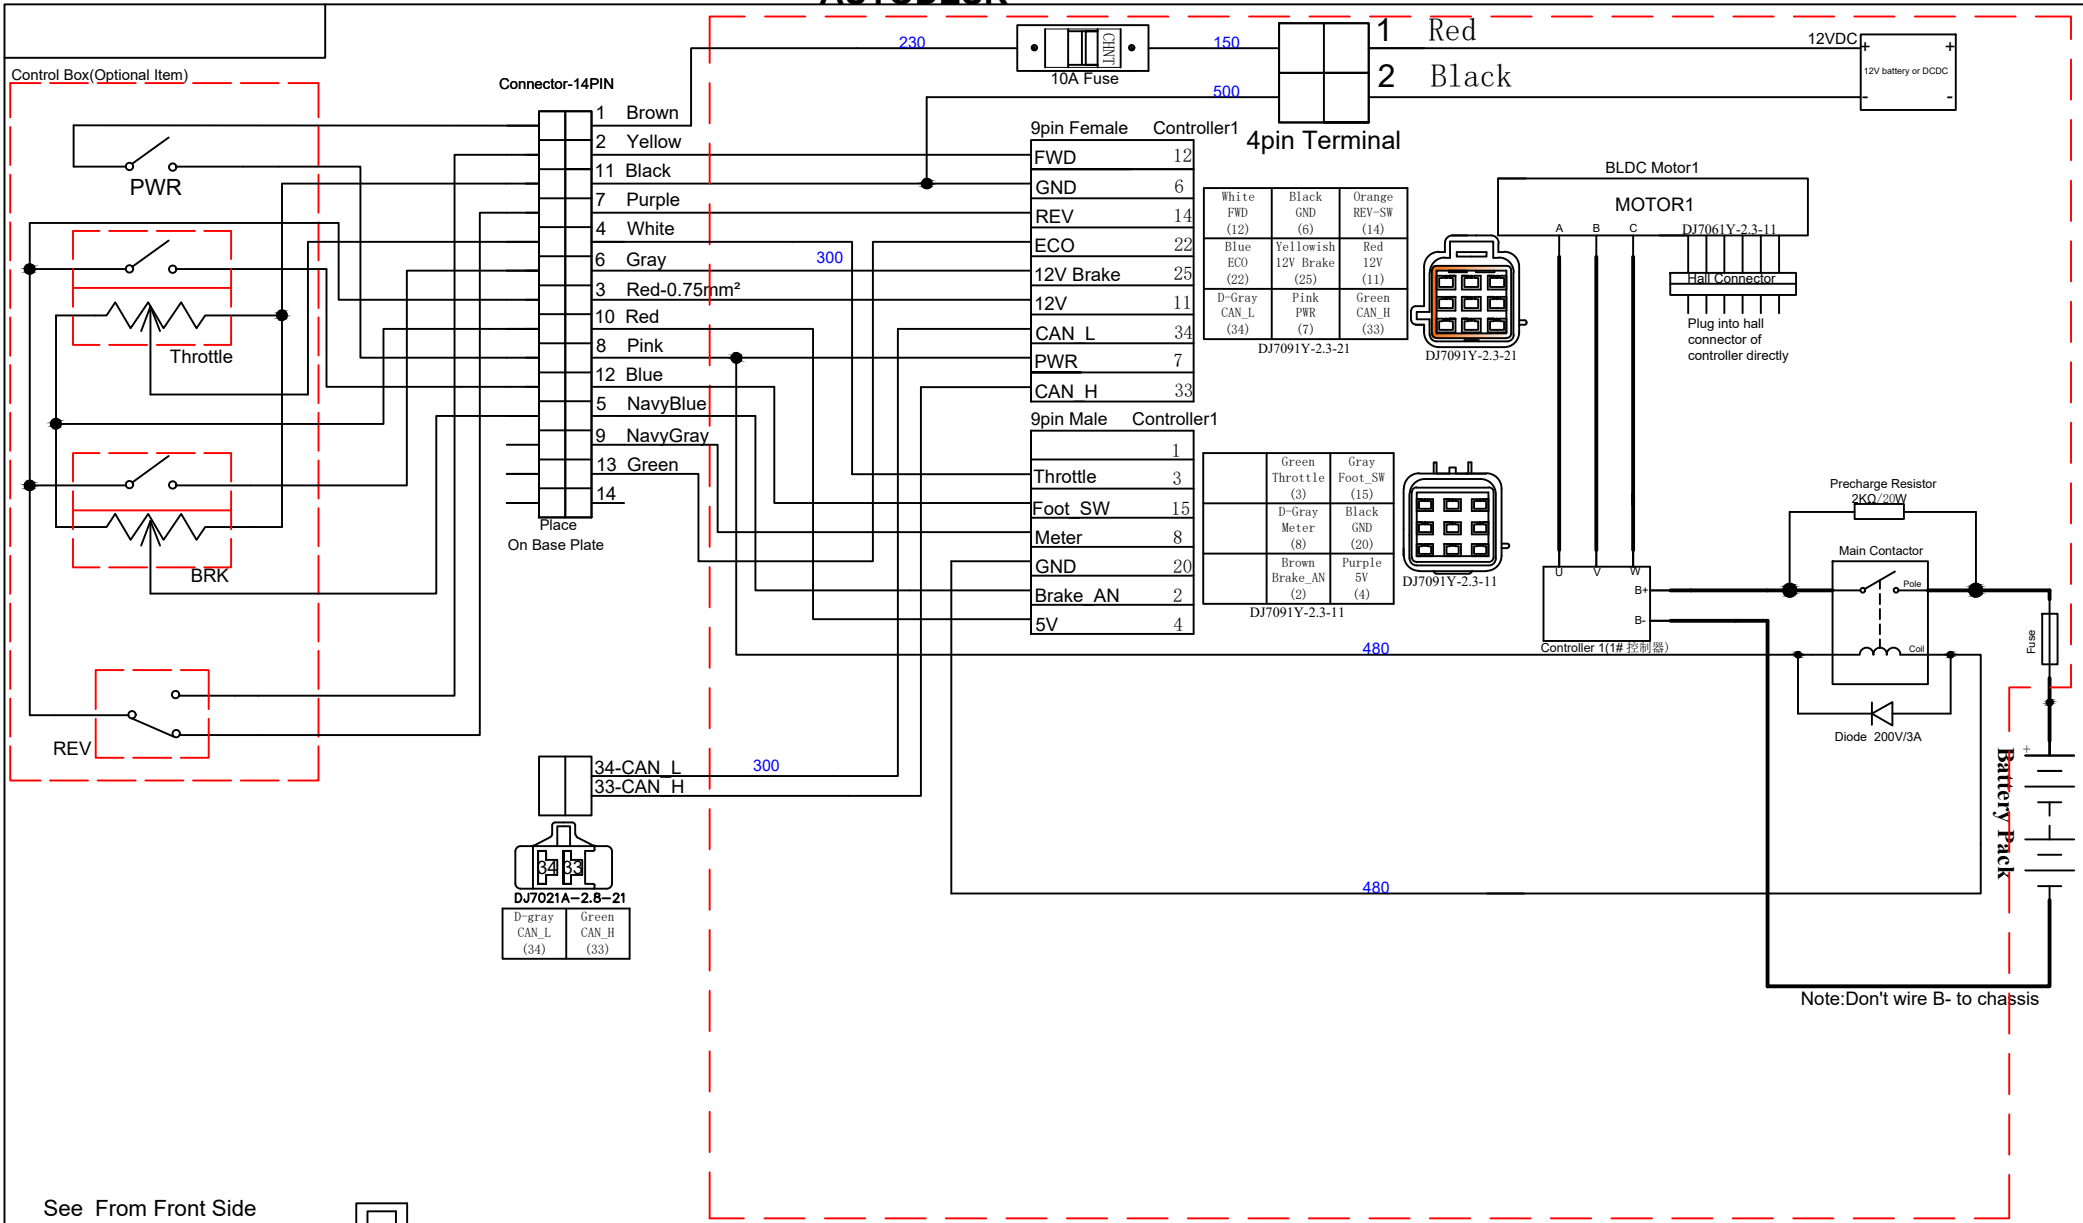 Control Box(Optional Item)
PWR
Throttle
BRK
REV
Connector-14PIN
1 Brown
2 Yellow
11 Black
7 Purple
4 White
6 Gray
3 Red-0.75mm²
10 Red
8 Pink
12 Blue
5 NavyBlue
9 NavyGray
13 Green
14
Place
On Base Plate
230
10A Fuse
CHNT
150
500
300
1 Red
2 Black
4pin Terminal
12VDC
+ +
12V battery or DCDC
- -
9pin Female Controller1
FWD 12
GND 6
REV 14
ECO 22
12V Brake 25
12V 11
CAN_L 34
PWR 7
CAN_H 33
White Black Orange
FWD GND REV-SW
(12) (6) (14)
Blue Yellowish Red
ECO 12V Brake 12V
(22) (25) (11)
D-Gray Pink Green
CAN_L PWR CAN_H
(34) (7) (33)
DJ7091Y-2.3-21
DJ7091Y-2.3-21
9pin Male Controller1
1
Throttle 3
Foot_SW 15
Meter 8
GND 20
Brake_AN 2
5V 4
Green Gray
Throttle Foot_SW
(3) (15)
D-Gray Black
Meter GND
(8) (20)
Brown Purple
Brake_AN 5V
(2) (4)
DJ7091Y-2.3-11
DJ7091Y-2.3-11
BLDC Motor1
MOTOR1
A B C DJ7061Y-2.3-11
Hall Connector
Plug into hall
connector of
controller directly
U V W
B+
B-
Controller 1(1# 控制器)
Precharge Resistor
2KΩ/20W
Main Contactor
Pole
Coil
Diode 200V/3A
Fuse
+
Battery Pack
480
480
Note:Don't wire B- to chassis
34-CAN_L
33-CAN_H
300
34 33
DJ7021A-2.8-21
D-gray Green
CAN_L CAN_H
(34) (33)
See From Front Side